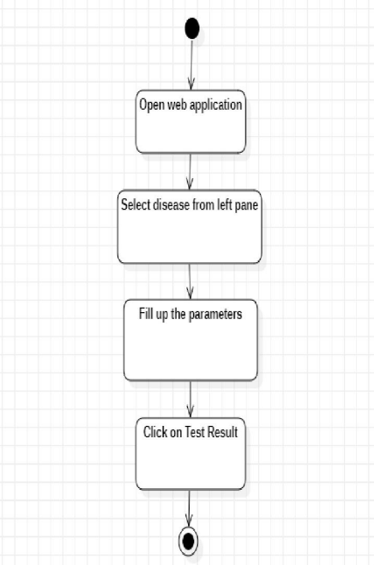 Open web application
Select disease from left pane
Fill up the parameters
Click on Test Result